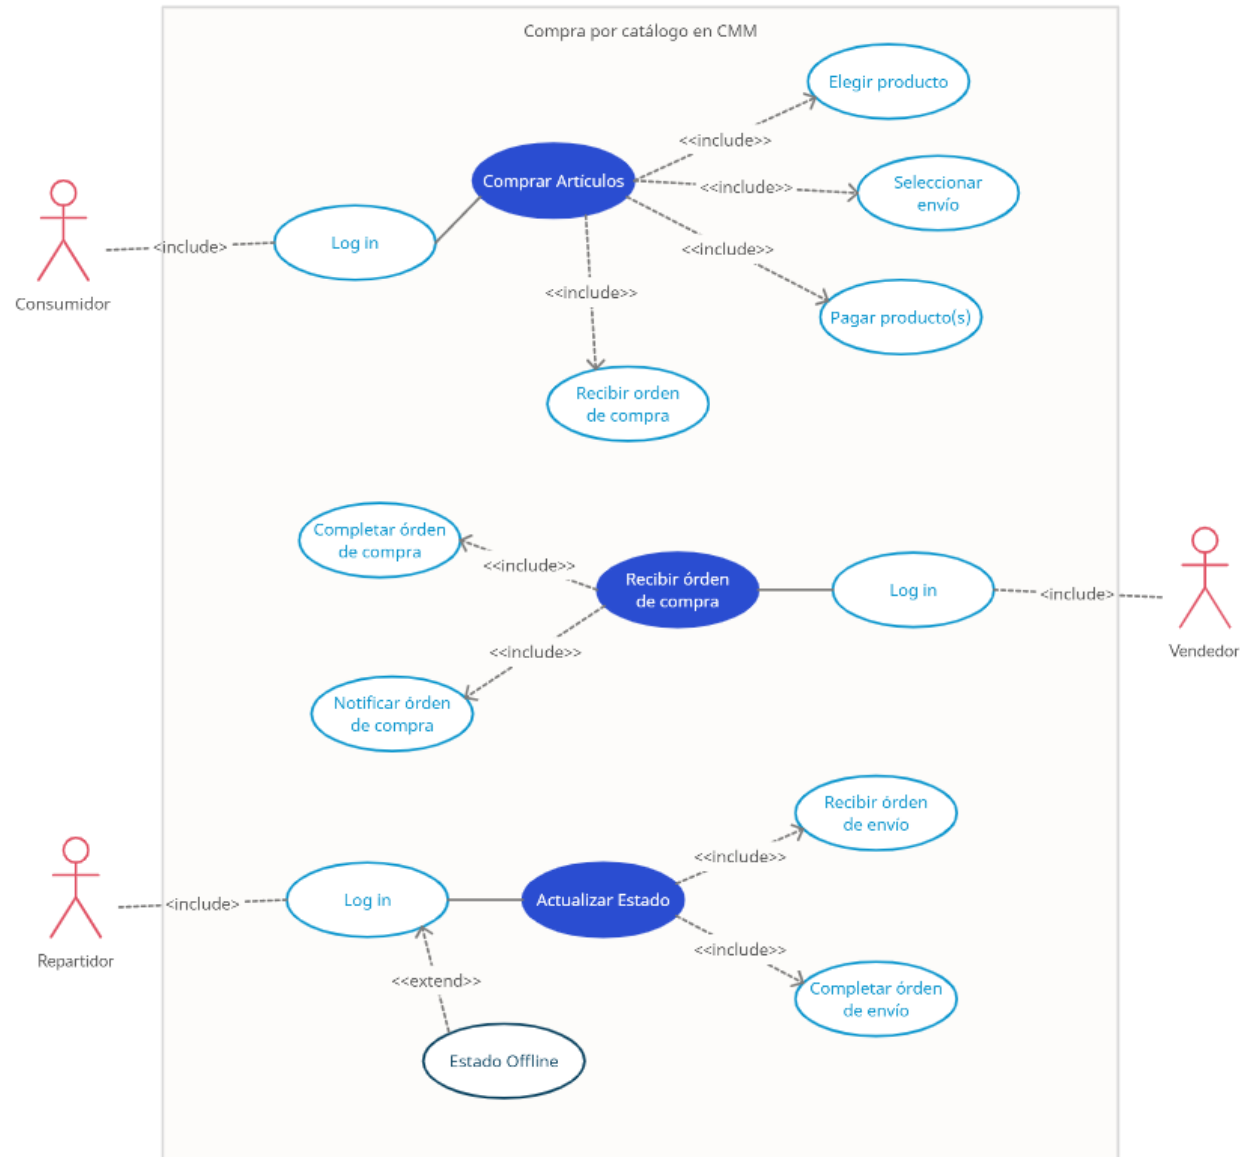 Compra por catálogo en CMM
Elegir producto
<<include>>
Comprar Artículos
<<include>>
Seleccionar
envío
Log in
<include>
Consumidor
<<include>>
<<include>>
Pagar producto(s)
Recibir orden
de compra
Completar órden
de compra
<<include>>
Recibir órden
de compra
Log in
<include>
Vendedor
<<include>>
Notificar órden
de compra
Recibir órden
de envío
<<include>>
<include>
Log in
Actualizar Estado
Repartidor
<<include>>
<<extend>>
Completar órden
de envío
Estado Offline